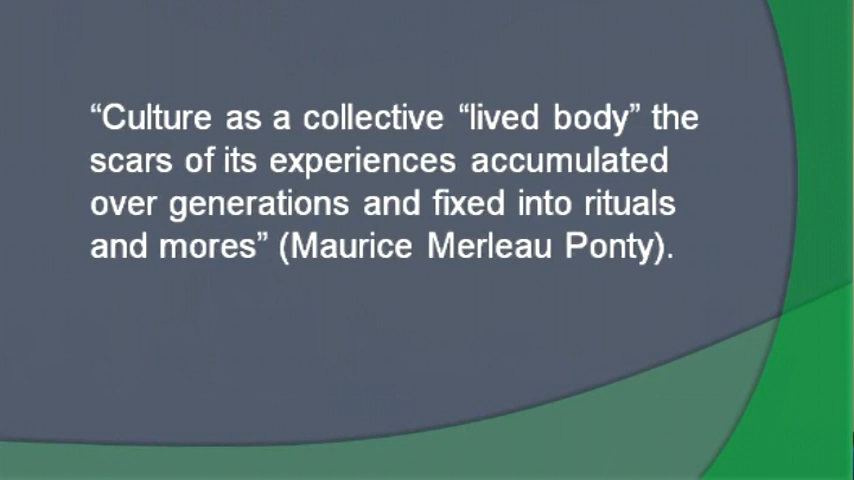 “Culture as a collective “lived body” the
scars of its experiences accumulated
over generations and fixed into rituals
and mores” (Maurice Merleau Ponty).